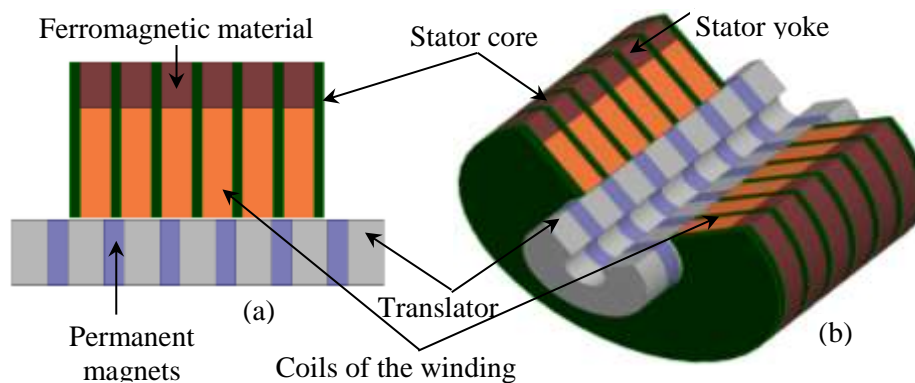 Ferromagnetic material
Stator core
Stator yoke
Translator
(a)
(b)
Permanent
magnets
Coils of the winding